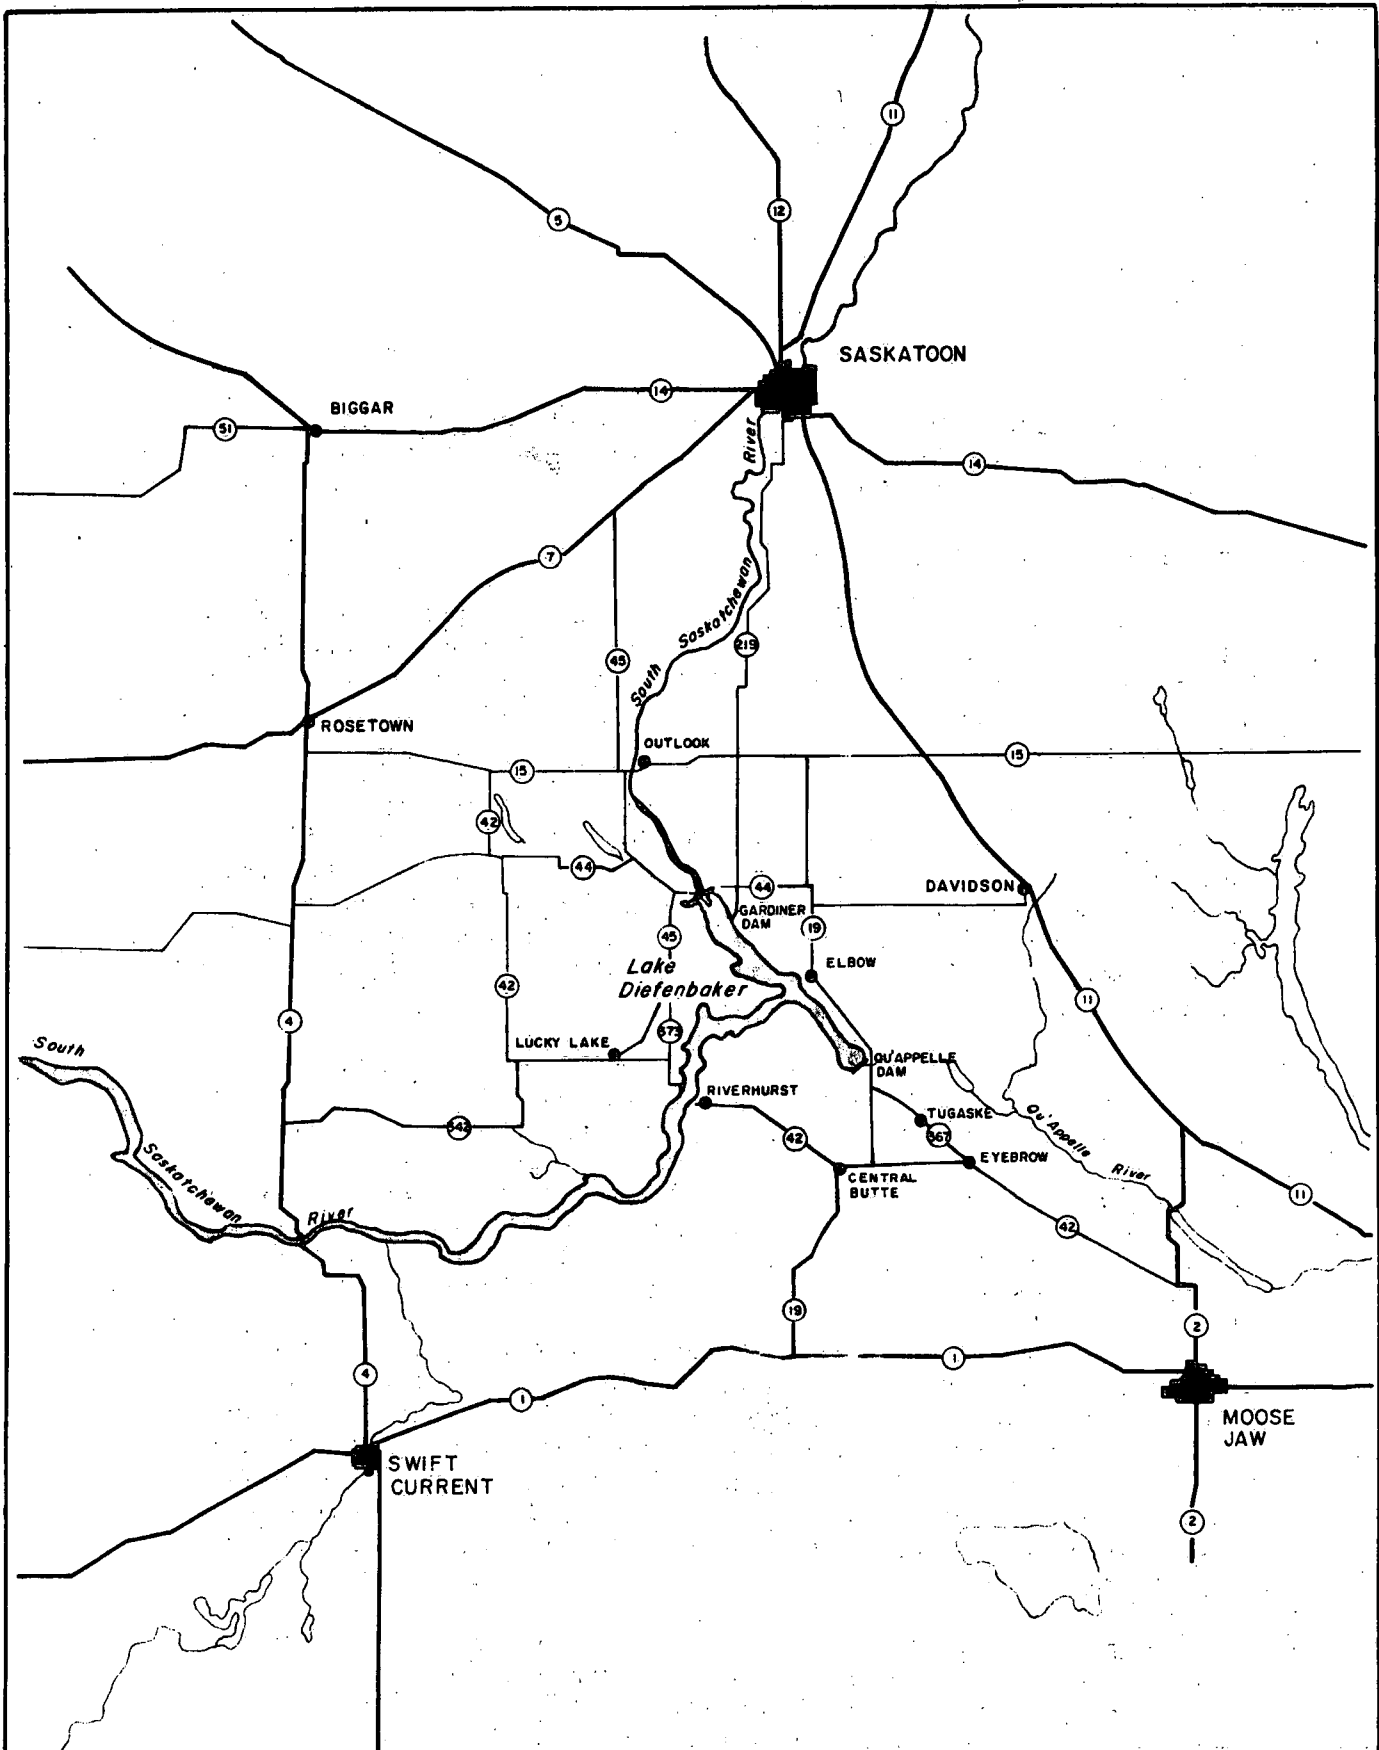 11
5
12
SASKATOON
BIGGAR
14
51
River
14
7
South Saskatchewan
219
45
ROSETOWN
OUTLOOK
15
15
42
44
44
DAVIDSON
GARDINER
DAM
19
45
ELBOW
Lake
Diefenbaker
42
11
4
373
South
LUCKY LAKE
QU'APPELLE
DAM
RIVERHURST
TUGASKE
Qu'Appelle River
342
42
367
EYEBROW
Saskatchewan
CENTRAL
BUTTE
River
11
42
19
2
1
4
1
MOOSE
JAW
SWIFT
CURRENT
2